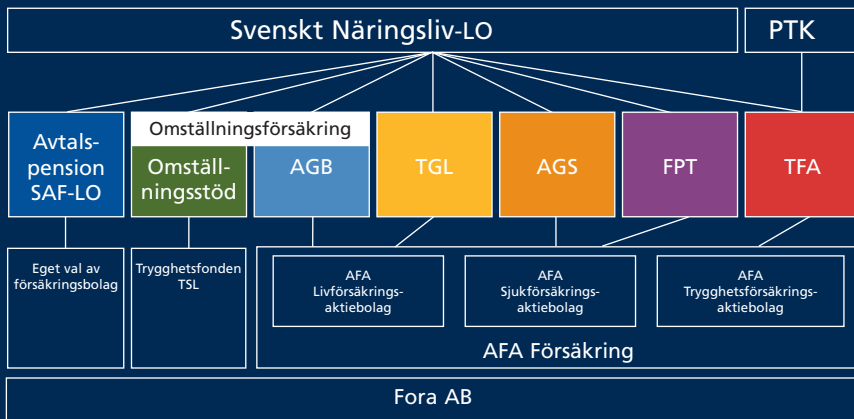 Svenskt Näringsliv-LO
PTK
Avtals-
pension
SAF-LO
Omställningsförsäkring
Omställ-
ningsstöd
AGB
TGL
AGS
FPT
TFA
Eget val av
försäkringsbolag
Trygghetsfonden
TSL
AFA
Livförsäkrings-
aktiebolag
AFA
Sjukförsäkrings-
aktiebolag
AFA
Trygghetsförsäkrings-
aktiebolag
AFA Försäkring
Fora AB